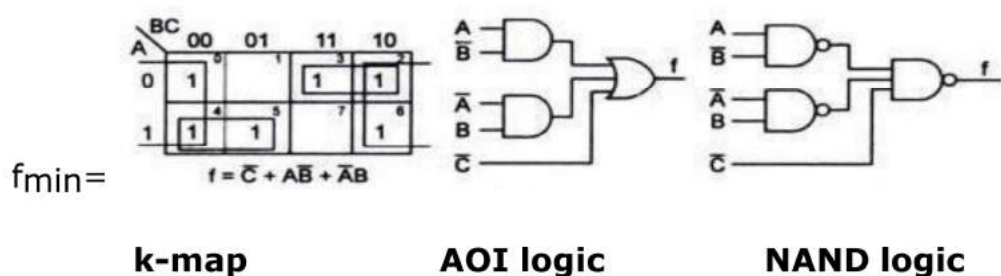 BC
A
00 01 11 10
0 1 0 1 1 3 1 2
1 1 4 1 5 7 1 6
f = C̅ + AB̅ + A̅B
fmin=
A
B̅
A̅
B
C̅
f
A
B̅
A̅
B
C̅
f
k-map AOI logic NAND logic